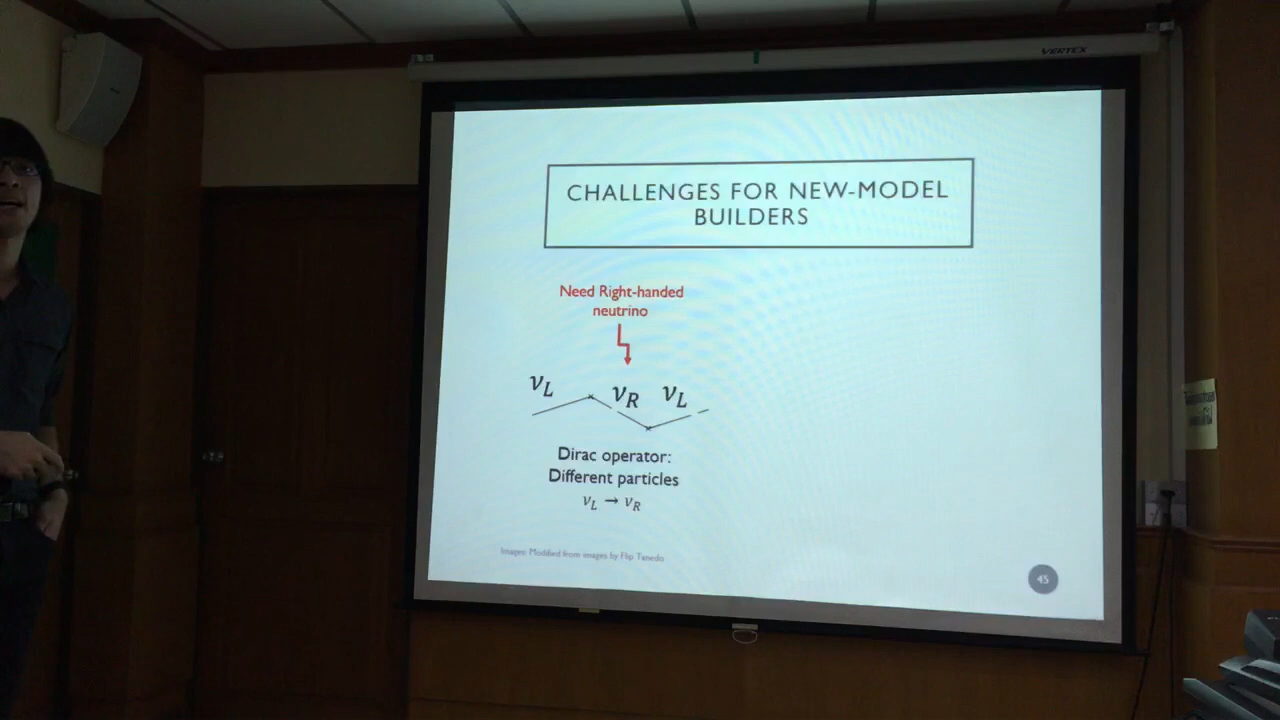 VERTEX
CHALLENGES FOR NEW-MODEL
BUILDERS
Need Right-handed
neutrino
νL νR νL
Dirac operator:
Different particles
νL → νR
Images: Modified from images by Flip Tanedo
45